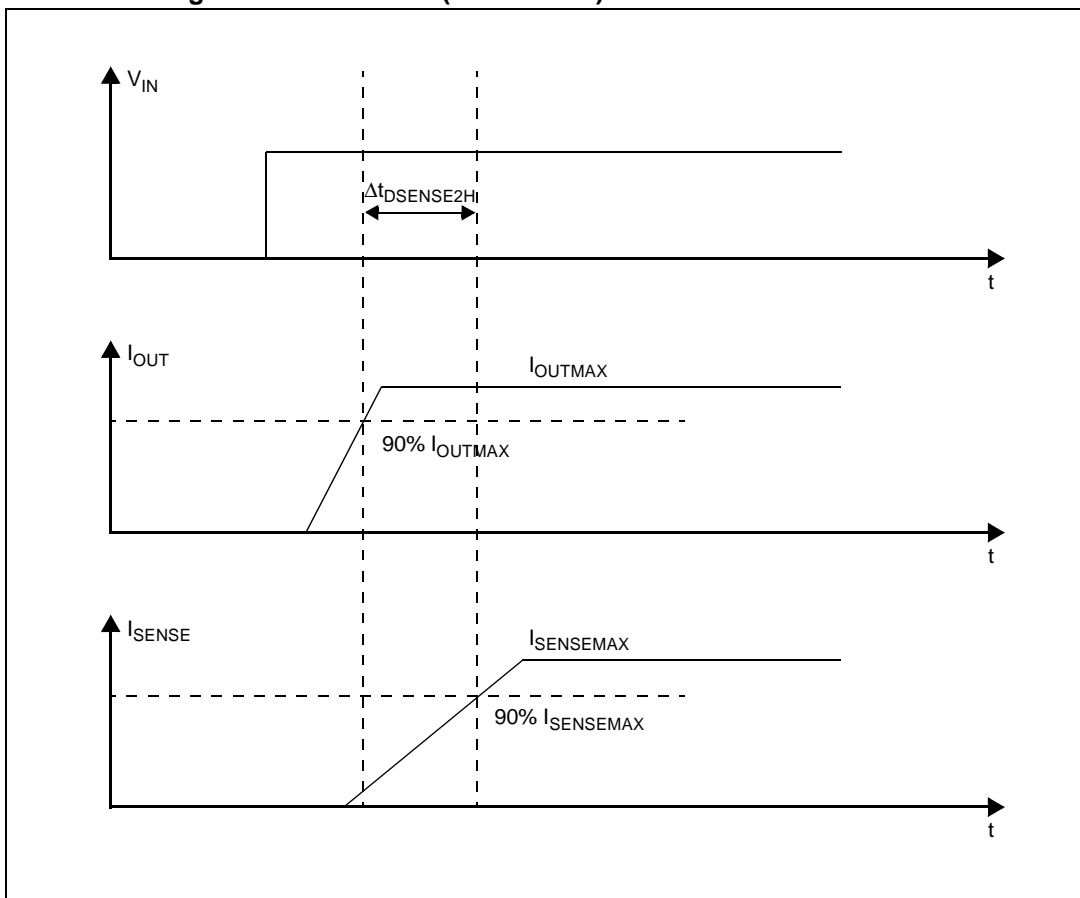 V_IN
Δt_DSENSE2H
t
I_OUT
I_OUTMAX
90% I_OUTMAX
t
I_SENSE
I_SENSEMAX
90% I_SENSEMAX
t